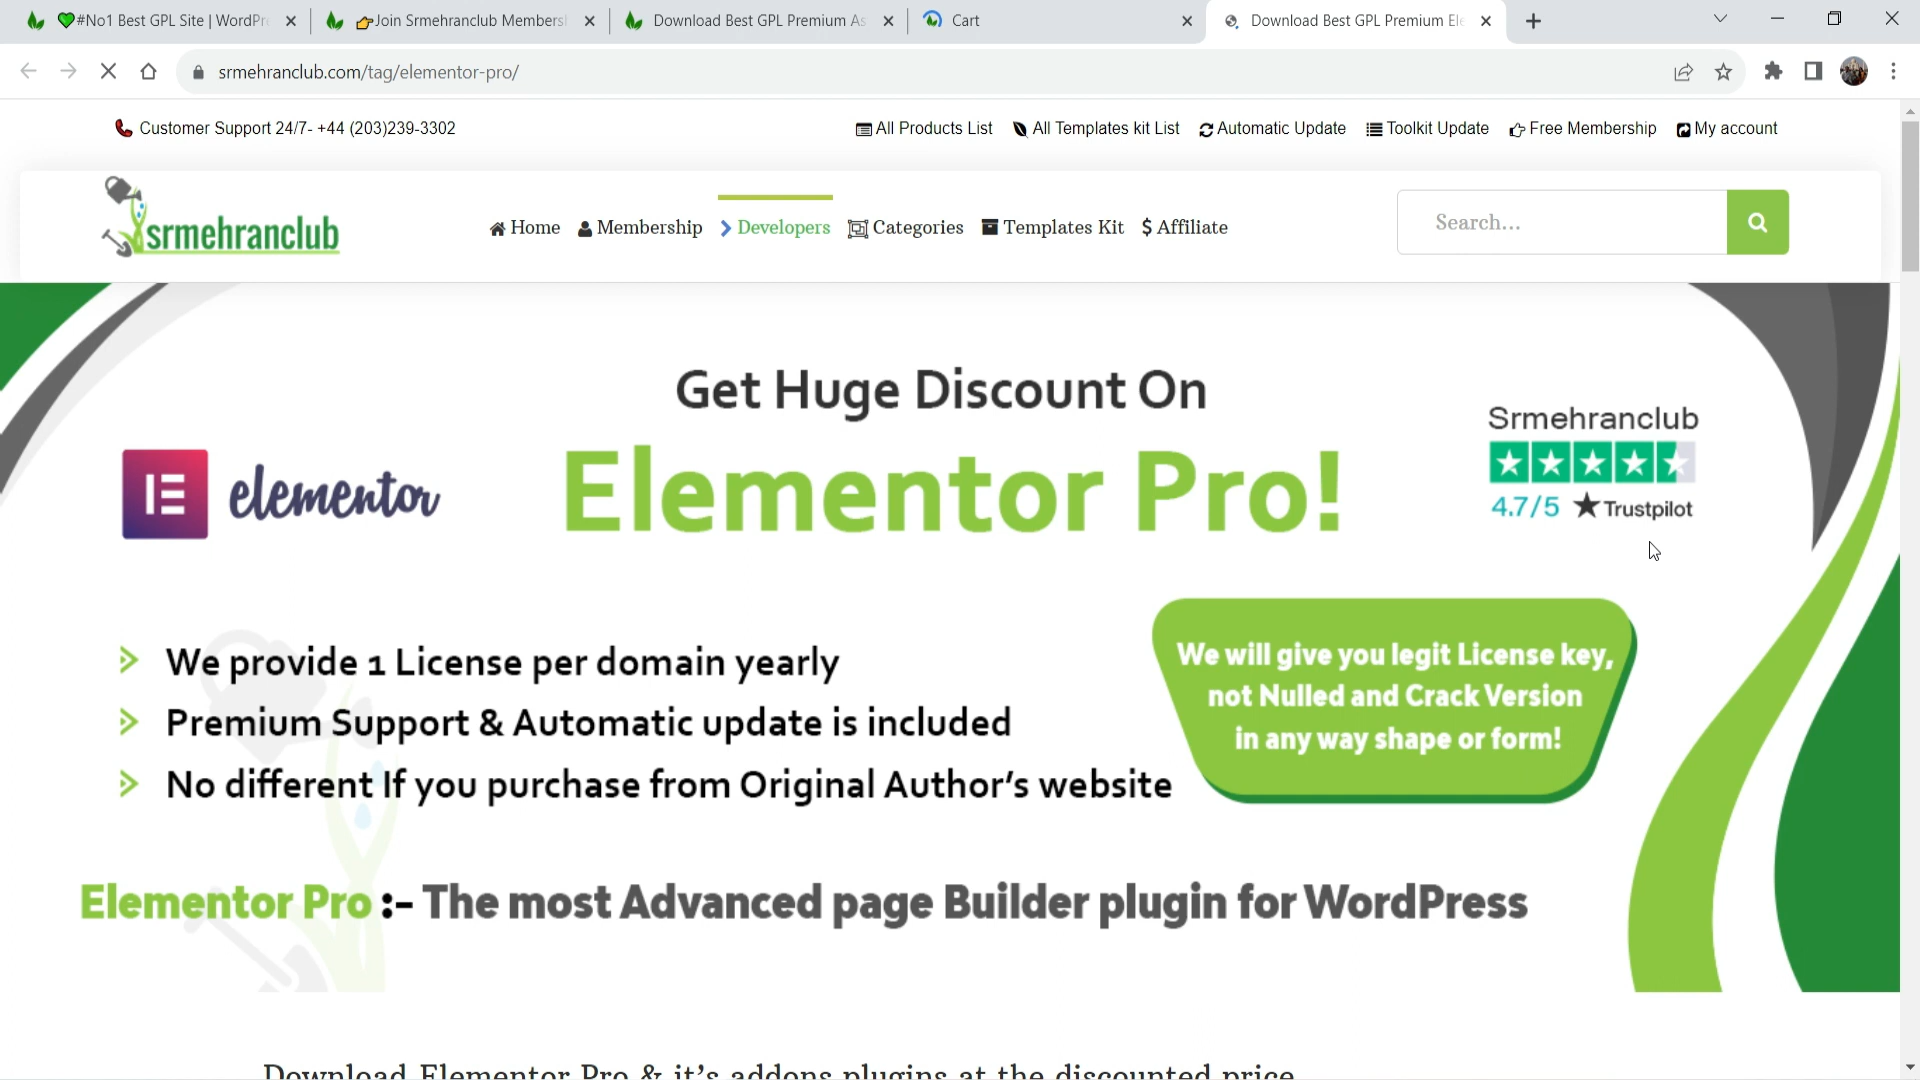 #No1 Best GPL Site | WordPr
Join Srmehranclub Members
Download Best GPL Premium As
Cart
Download Best GPL Premium Ele
srmehranclub.com/tag/elementor-pro/
Customer Support 24/7- +44 (203)239-3302
All Products List
All Templates kit List
Automatic Update
Toolkit Update
Free Membership
My account
srmehranclub
Home
Membership
Developers
Categories
Templates Kit
$ Affiliate
Search...
Get Huge Discount On
Elementor Pro!
elementor
Srmehranclub
4.7/5 Trustpilot
We provide 1 License per domain yearly
Premium Support & Automatic update is included
No different If you purchase from Original Author's website
We will give you legit License key,
not Nulled and Crack Version
in any way shape or form!
Elementor Pro :- The most Advanced page Builder plugin for WordPress
Download Elementor Pro & it's addons plugins at the discounted price